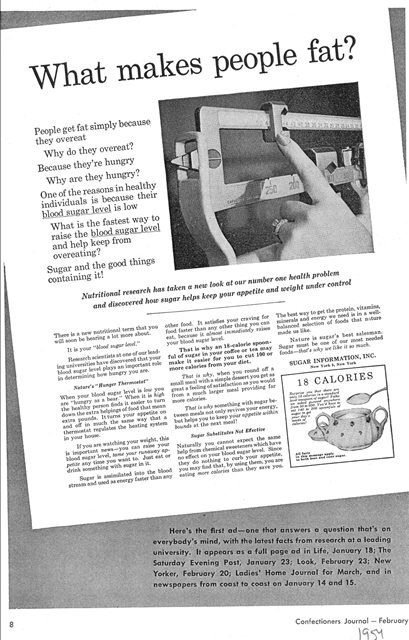 What makes people fat?
People get fat simply because
they overeat
Why do they overeat?
Because they're hungry
Why are they hungry?
One of the reasons in healthy
individuals is because their
blood sugar level is low
What is the fastest way to
raise the blood sugar level
and help keep from
overeating?
Sugar and the good things
containing it!
250
260
Nutritional research has taken a new look at our number one health problem
and discovered how sugar helps keep your appetite and weight under control
There is a new nutritional term that you
will soon be hearing a lot more about.
It is your "blood sugar level."
Research scientists at one of our leading
universities have discovered that your
blood sugar level plays an important role
in determining how hungry you are.
Nature's "Hunger Thermostat"
When your blood sugar level is low you
are "hungry as a bear." When it is high
the healthy person finds it easier to turn
down the extra helpings of food that mean
extra pounds. It turns your appetite on
and off in much the same way that a
thermostat regulates the heating system
in your house.
If you are watching your weight, this
is important news—you can raise your
blood sugar level, tame your runaway appetite
any time you want to. Just eat or
drink something with sugar in it.
Sugar is assimilated into the blood
stream and used as energy faster than any
other food. It satisfies your craving for
food faster than any other thing you can
eat, because it almost immediately raises
your blood sugar level.
That is why an 18-calorie spoonful
of sugar in your coffee or tea may
make it easier for you to cut 100 or
more calories from your diet.
That is why, when you round off a
small meal with a simple dessert you get as
great a feeling of satisfaction as you would
from a much larger meal providing far
more calories.
That is why something with sugar between
meals not only revives your energy,
but helps you to keep your appetite within
bounds at the next meal!
Sugar Substitutes Not Effective
Naturally you cannot expect the same
help from chemical sweeteners which have
no effect on your blood sugar level. Since
they do nothing to curb your appetite,
you may find that, by using them, you are
eating more calories than they save you.
The best way to get the protein, vitamins,
minerals and energy we need is in a well-
balanced selection of foods that nature
made us like.
Nature is sugar's best salesman.
Sugar must be one of our most needed
foods—that's why we like it so much.
SUGAR INFORMATION, INC.
New York 5, New York
18 CALORIES
Here's the first ad—one that answers a question that's on
everybody's mind, with the latest facts from research at a leading
university. It appears as a full page ad in Life, January 18; The
Saturday Evening Post, January 23; Look, February 23; New
Yorker, February 20; Ladies' Home Journal for March, and in
newspapers from coast to coast on January 14 and 15.
8
Confectioners Journal — February
1954